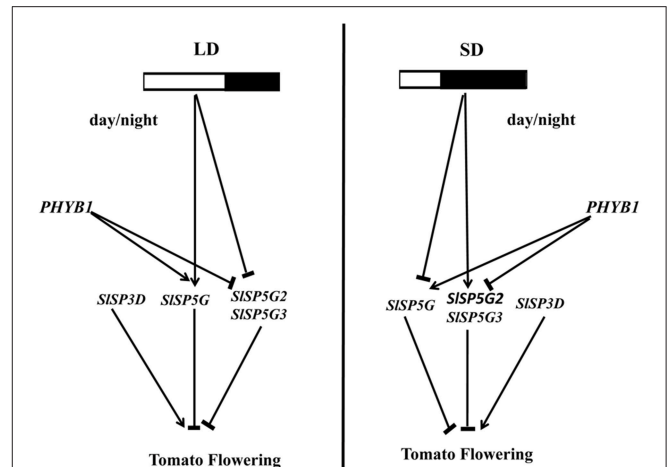 LD
day/night
PHYB1
SlSP3D
SlSP5G
SlSP5G2
SlSP5G3
Tomato Flowering
SD
day/night
PHYB1
SlSP5G
SlSP5G2
SlSP5G3
SlSP3D
Tomato Flowering